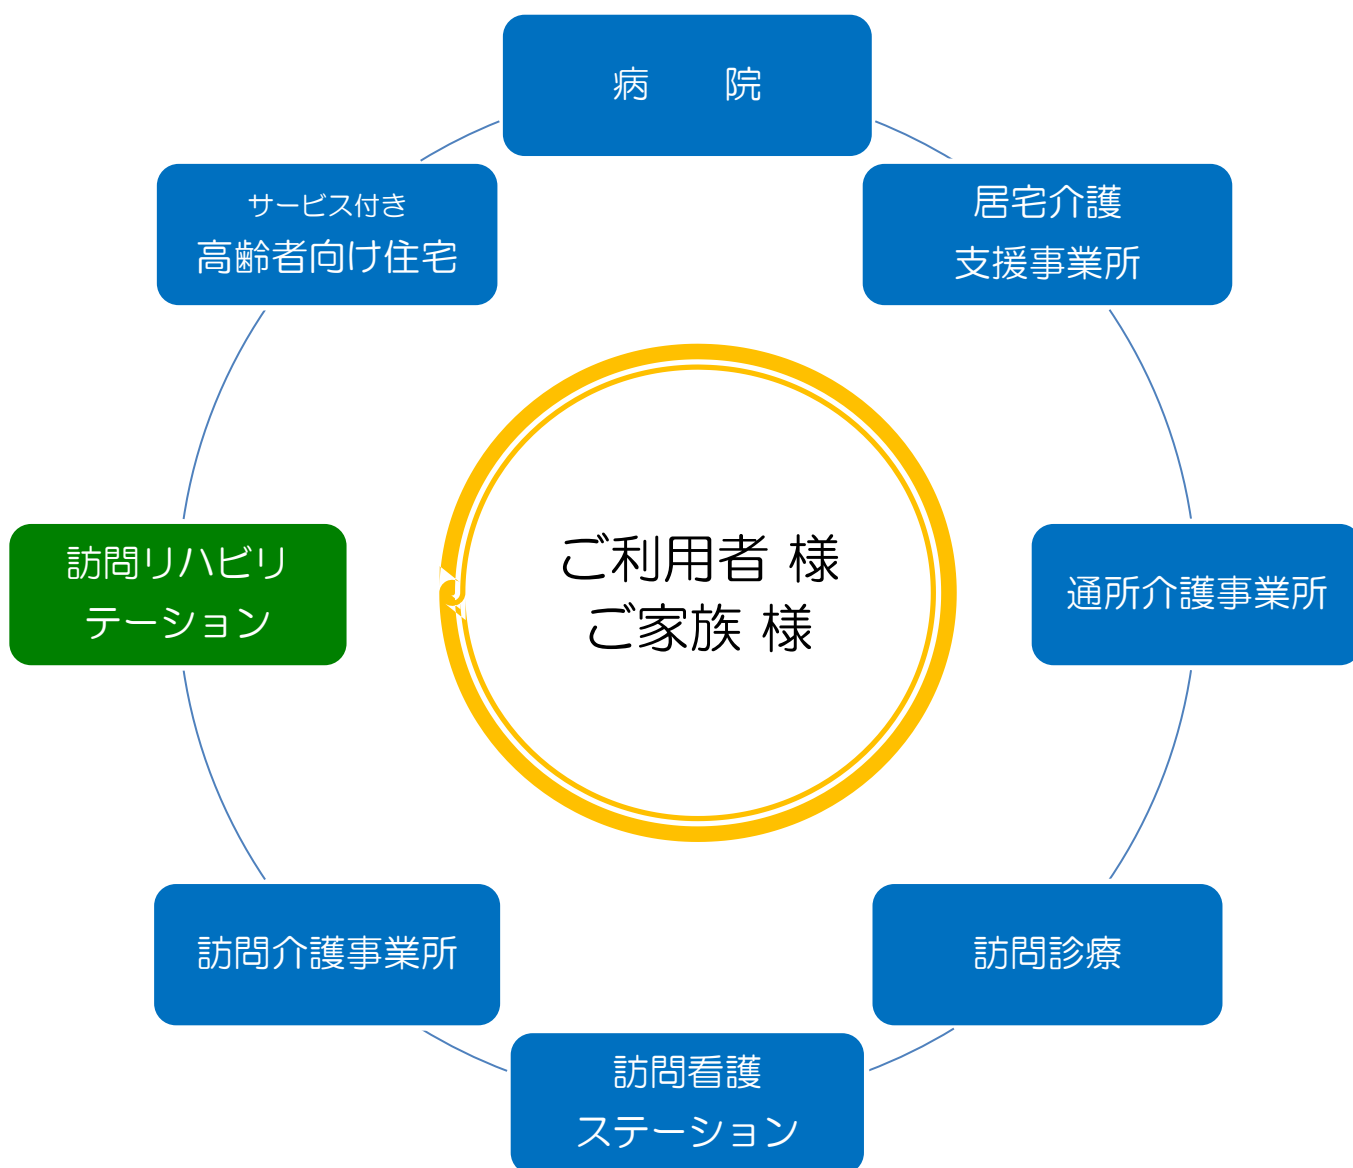 病　　院
サービス付き
高齢者向け住宅
居宅介護
支援事業所
ご利用者 様
ご家族 様
訪問リハビリ
テーション
通所介護事業所
訪問介護事業所
訪問診療
訪問看護
ステーション